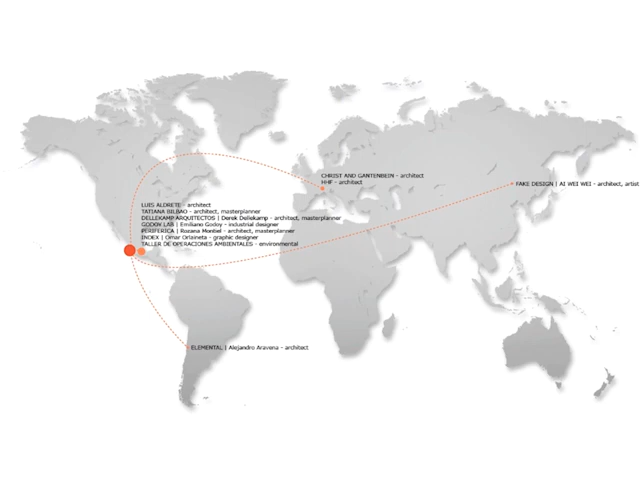 CHRIST AND GANTENBEIN - architect
HHF - architect
FAKE DESIGN | AI WEI WEI - architect, artist
LUIS ALDRETE - architect
TATIANA BILBAO - architect, masterplanner
DELLEKAMP ARQUITECTOS | Derek Dellekamp - architect, masterplanner
GODOY LAB | Emiliano Godoy - industrial designer
PERIFERICA | Rozana Montiel - architect, masterplanner
INDEX | Omar Orlaineta - graphic designer
TALLER DE OPERACIONES AMBIENTALES - environmental
ELEMENTAL | Alejandro Aravena - architect